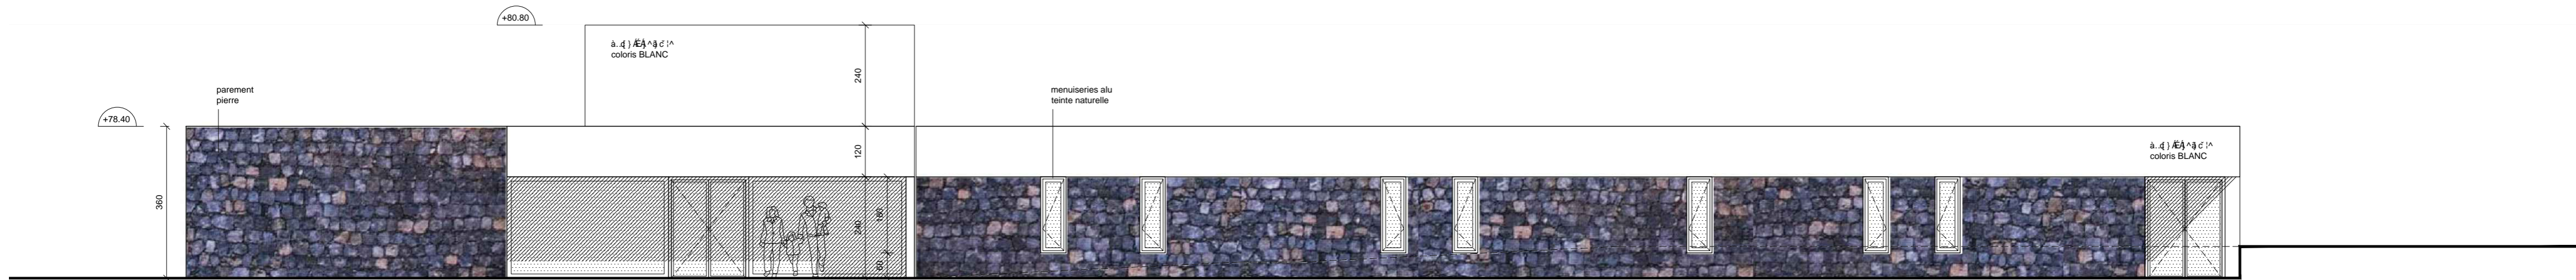 +80.80
coloris BLANC
240
parement
pierre
menuiseries alu
teinte naturelle
+78.40
120
coloris BLANC
360
240
180
60